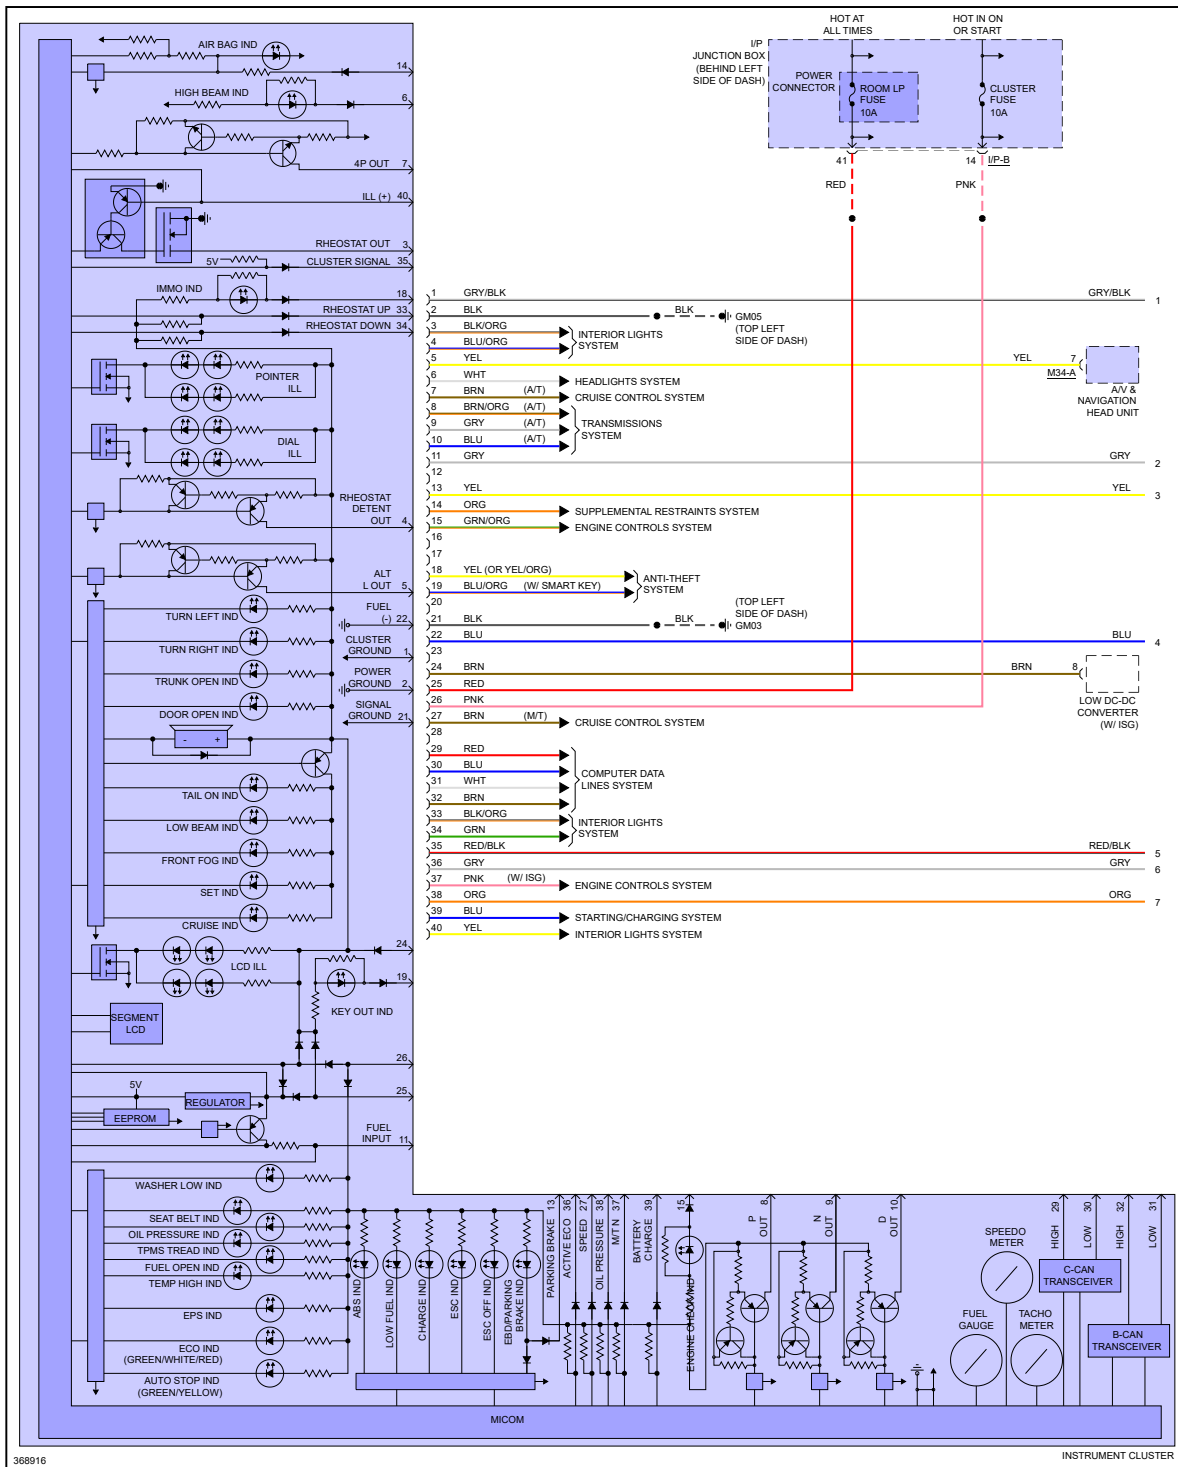 HOT AT
ALL TIMES
HOT IN ON
OR START
I/P
JUNCTION BOX
(BEHIND LEFT
SIDE OF DASH)
POWER
CONNECTOR
ROOM LP
FUSE
10A
CLUSTER
FUSE
10A
41
14
I/P-B
RED
PNK
AIR BAG IND
14
HIGH BEAM IND
6
4P OUT
7
ILL (+)
40
RHEOSTAT OUT
3
5V
CLUSTER SIGNAL
35
IMMO IND
18
RHEOSTAT UP
33
RHEOSTAT DOWN
34
POINTER
ILL
DIAL
ILL
RHEOSTAT
DETENT
OUT
4
ALT
L OUT
5
TURN LEFT IND
FUEL
(-)
22
TURN RIGHT IND
CLUSTER
GROUND
1
TRUNK OPEN IND
POWER
GROUND
2
DOOR OPEN IND
SIGNAL
GROUND
21
- +
TAIL ON IND
LOW BEAM IND
FRONT FOG IND
SET IND
CRUISE IND
24
LCD ILL
19
KEY OUT IND
SEGMENT
LCD
26
5V
REGULATOR
25
EEPROM
FUEL
INPUT
11
1 GRY/BLK GRY/BLK 1
2 BLK BLK GM05
(TOP LEFT
SIDE OF DASH)
3 BLK/ORG
4 BLU/ORG
INTERIOR LIGHTS
SYSTEM
5 YEL YEL 7
M34-A
A/V &
NAVIGATION
HEAD UNIT
6 WHT HEADLIGHTS SYSTEM
7 BRN (A/T) CRUISE CONTROL SYSTEM
8 BRN/ORG (A/T)
9 GRY (A/T)
10 BLU (A/T)
TRANSMISSIONS
SYSTEM
11 GRY GRY 2
12
13 YEL YEL 3
14 ORG SUPPLEMENTAL RESTRAINTS SYSTEM
15 GRN/ORG ENGINE CONTROLS SYSTEM
16
17
18 YEL (OR YEL/ORG)
19 BLU/ORG (W/ SMART KEY)
ANTI-THEFT
SYSTEM
20
(TOP LEFT
SIDE OF DASH)
21 BLK BLK GM03
22 BLU BLU 4
23
24 BRN BRN 8
LOW DC-DC
CONVERTER
(W/ ISG)
25 RED
26 PNK
27 BRN (M/T) CRUISE CONTROL SYSTEM
28
29 RED
30 BLU
31 WHT
32 BRN
COMPUTER DATA
LINES SYSTEM
33 BLK/ORG
34 GRN
INTERIOR LIGHTS
SYSTEM
35 RED/BLK RED/BLK 5
36 GRY GRY 6
37 PNK (W/ ISG) ENGINE CONTROLS SYSTEM
38 ORG ORG 7
39 BLU STARTING/CHARGING SYSTEM
40 YEL INTERIOR LIGHTS SYSTEM
WASHER LOW IND
SEAT BELT IND
OIL PRESSURE IND
TPMS TREAD IND
FUEL OPEN IND
TEMP HIGH IND
EPS IND
ECO IND
(GREEN/WHITE/RED)
AUTO STOP IND
(GREEN/YELLOW)
ABS IND
LOW FUEL IND
CHARGE IND
ESC IND
ESC OFF IND
EBD/PARKING
BRAKE IND
PARKING BRAKE 13
ACTIVE ECO 36
SPEED 27
OIL PRESSURE 38
M/T N 37
BATTERY
CHARGE 39
15
ENGINE CHECK IND
P
OUT 8
N
OUT 9
D
OUT 10
HIGH 29
LOW 30
HIGH 32
LOW 31
SPEEDO
METER
C-CAN
TRANSCEIVER
FUEL
GAUGE
TACHO
METER
B-CAN
TRANSCEIVER
MICOM
368916
INSTRUMENT CLUSTER